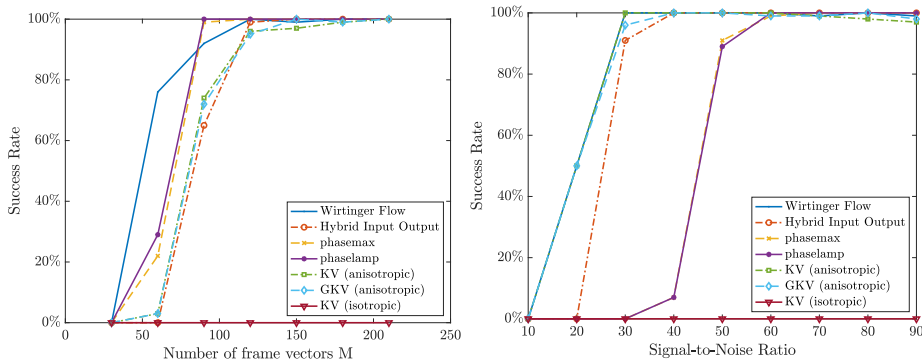 100%
80%
60%
40%
20%
0%
Success Rate
0
50
100
150
200
250
Number of frame vectors M
Wirtinger Flow
Hybrid Input Output
phasemax
phaselamp
KV (anisotropic)
GKV (anisotropic)
KV (isotropic)
100%
80%
60%
40%
20%
0%
Success Rate
10
20
30
40
50
60
70
80
90
Signal-to-Noise Ratio
Wirtinger Flow
Hybrid Input Output
phasemax
phaselamp
KV (anisotropic)
GKV (anisotropic)
KV (isotropic)